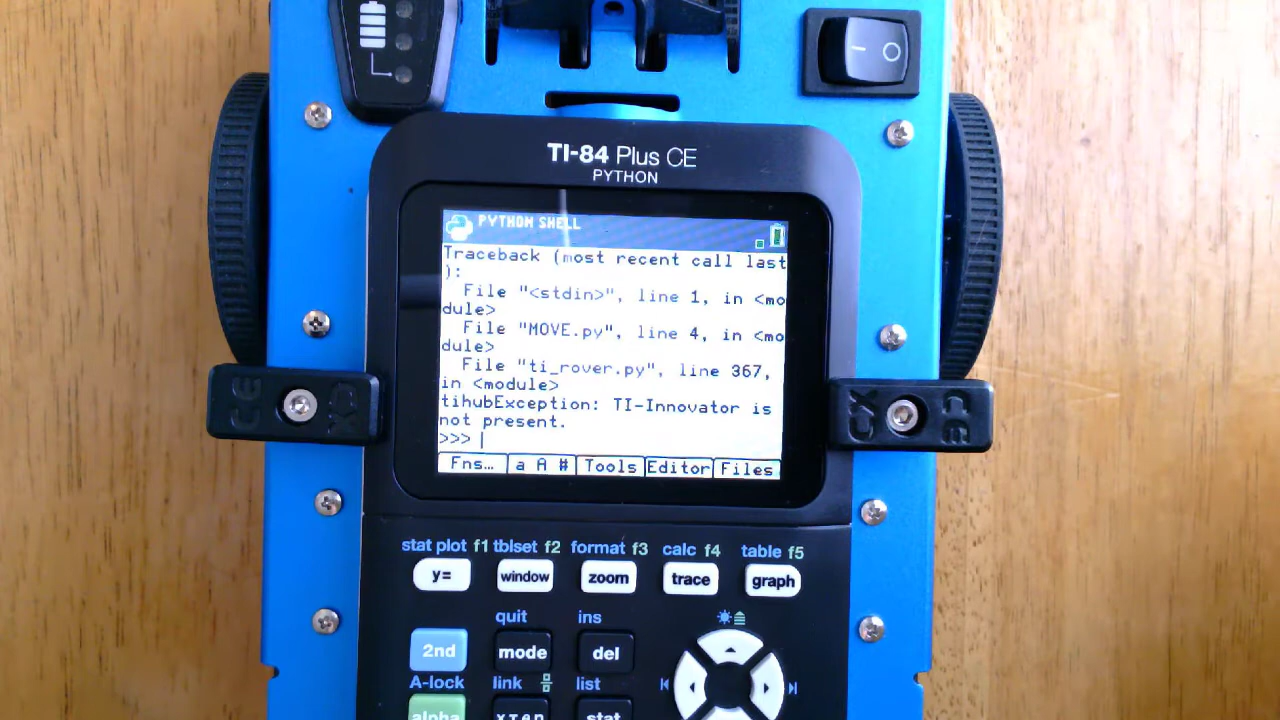 TI-84 Plus CE
PYTHON
PYTHON SHELL
Traceback (most recent call last
):
File "<stdin>", line 1, in <mo
dule>
File "MOVE.py", line 4, in <mo
dule>
File "ti_rover.py", line 367,
in <module>
tihubException: TI-Innovator is
not present.
>>>
Fns… a A # Tools Editor Files
stat plot f1 tblset f2 format f3 calc f4 table f5
y= window zoom trace graph
quit ins
2nd mode del
A-lock link list
alpha stat
CE CX
CX CE